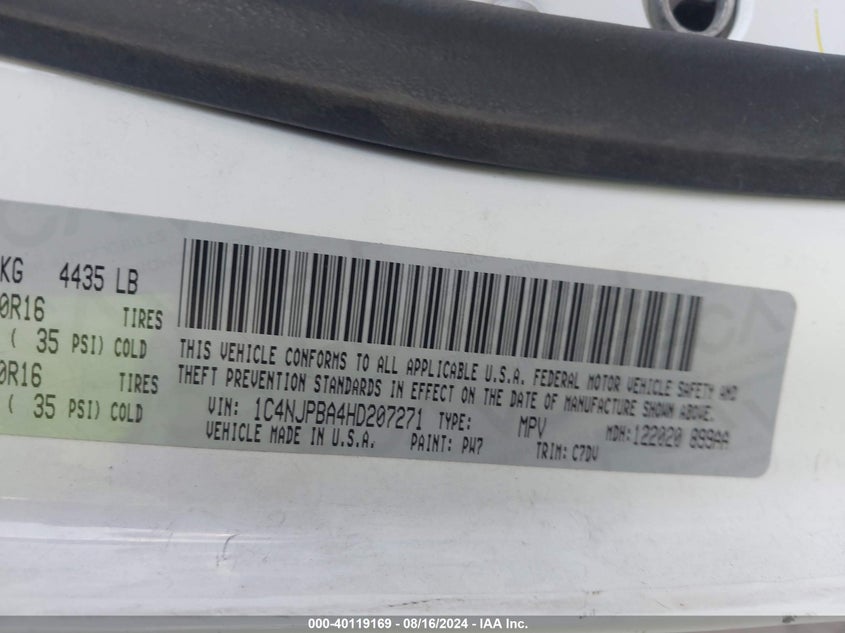 KG 4435 LB
0R16 TIRES
( 35 PSI) COLD
0R16 TIRES
( 35 PSI) COLD
THIS VEHICLE CONFORMS TO ALL APPLICABLE U.S.A. FEDERAL MOTOR VEHICLE SAFETY AND
THEFT PREVENTION STANDARDS IN EFFECT ON THE DATE OF MANUFACTURE SHOWN ABOVE.
VIN: 1C4NJPBA4HD207271 TYPE: MPV MDH: 122020 899AA
VEHICLE MADE IN U.S.A. PAINT: PW7 TRIM: C7DV
000-40119169 - 08/16/2024 - IAA Inc.